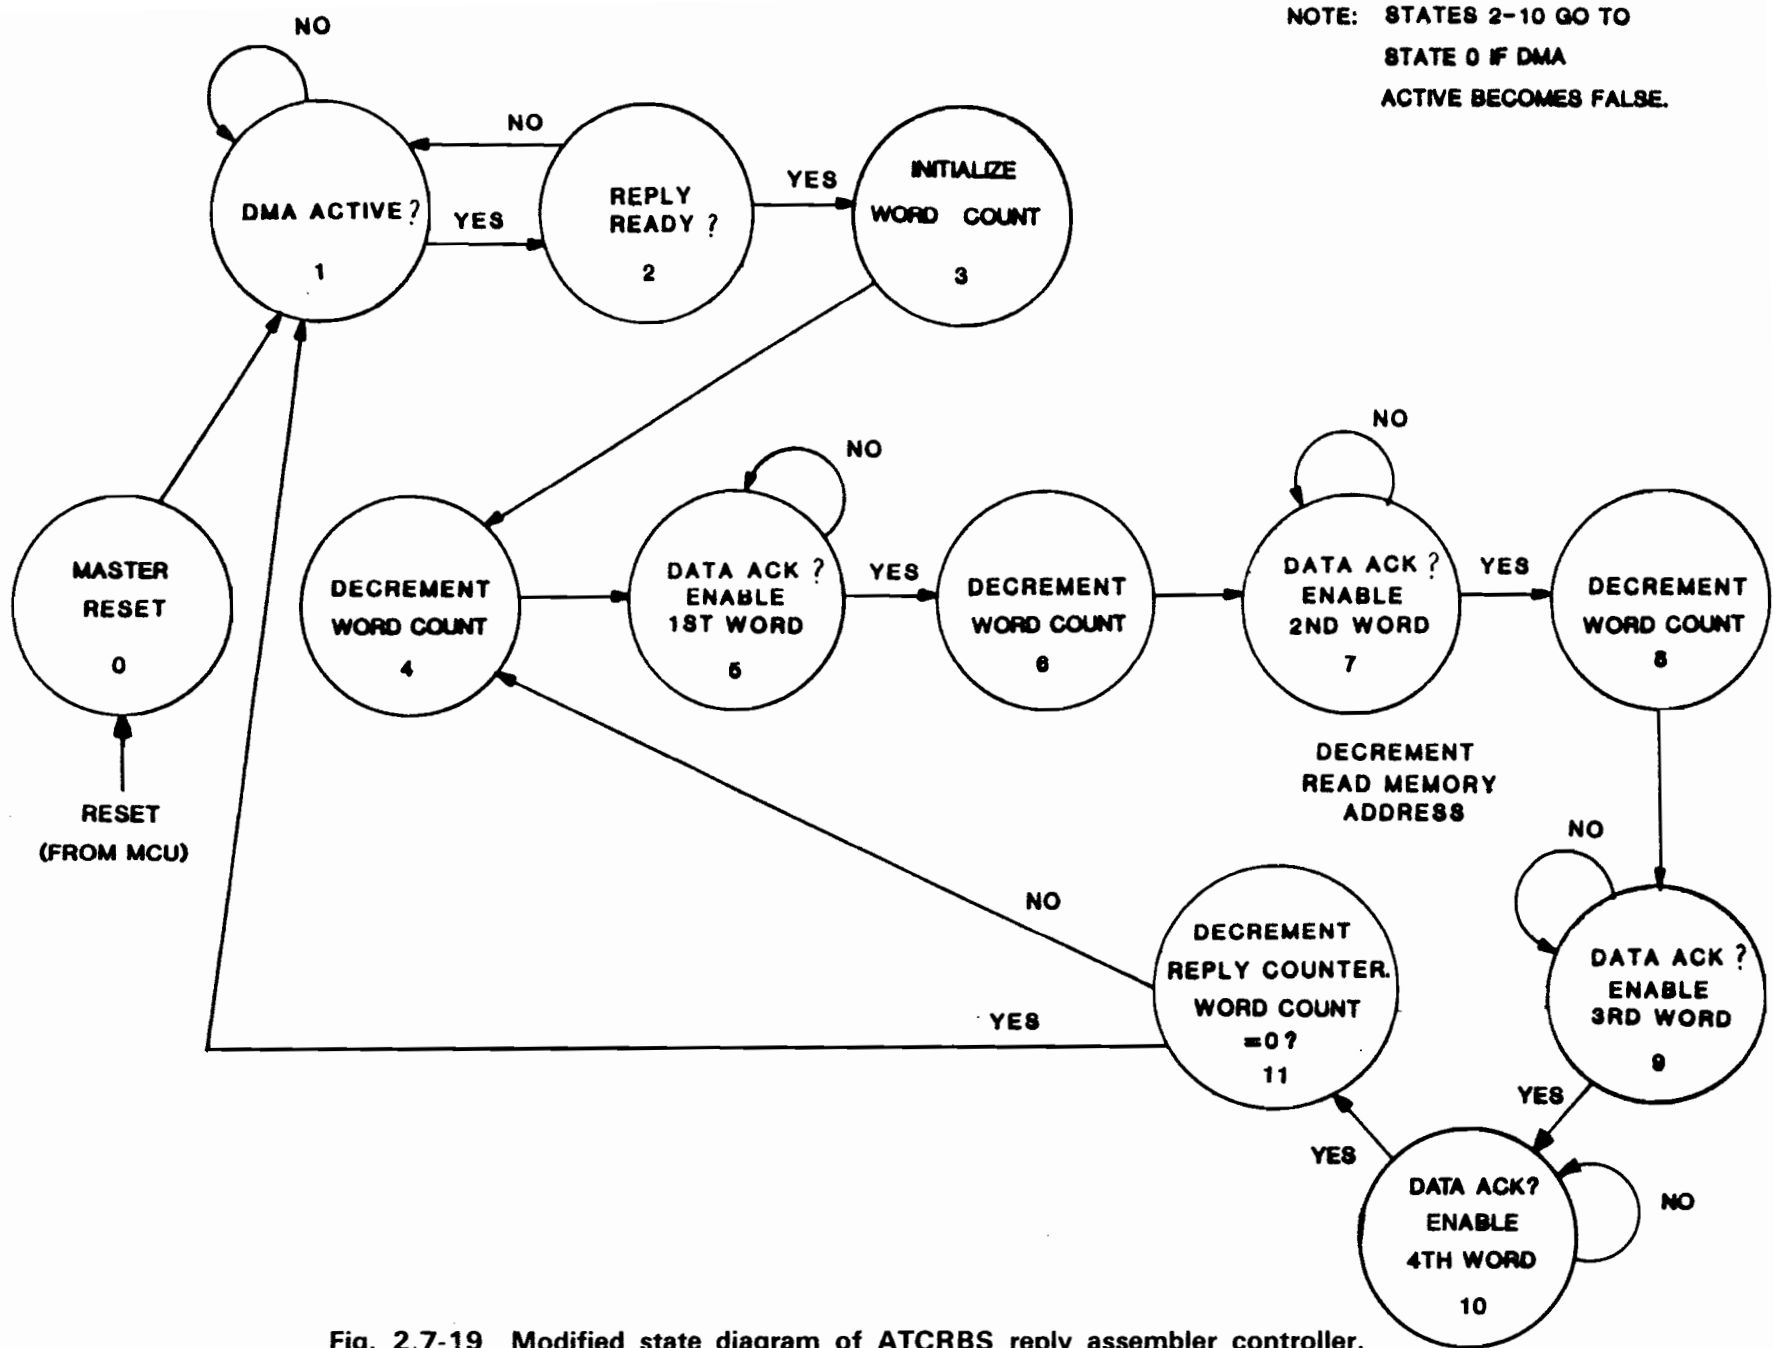 NOTE: STATES 2-10 GO TO
STATE 0 IF DMA
ACTIVE BECOMES FALSE.
NO
DMA ACTIVE?
1
NO
YES
REPLY
READY ?
2
YES
INITIALIZE
WORD COUNT
3
MASTER
RESET
0
RESET
(FROM MCU)
DECREMENT
WORD COUNT
4
NO
DATA ACK ?
ENABLE
1ST WORD
5
YES
DECREMENT
WORD COUNT
6
NO
DATA ACK ?
ENABLE
2ND WORD
7
YES
DECREMENT
WORD COUNT
8
DECREMENT
READ MEMORY
ADDRESS
NO
DATA ACK ?
ENABLE
3RD WORD
9
YES
DATA ACK?
ENABLE
4TH WORD
10
NO
YES
DECREMENT
REPLY COUNTER.
WORD COUNT
=0?
11
NO
YES
Fig. 2.7-19 Modified state diagram of ATCRBS reply assembler controller.